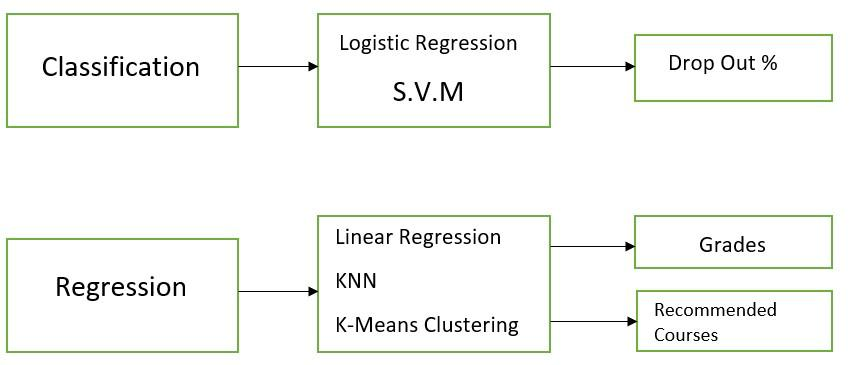 Classification
Logistic Regression
S.V.M
Drop Out %
Regression
Linear Regression
KNN
K-Means Clustering
Grades
Recommended
Courses